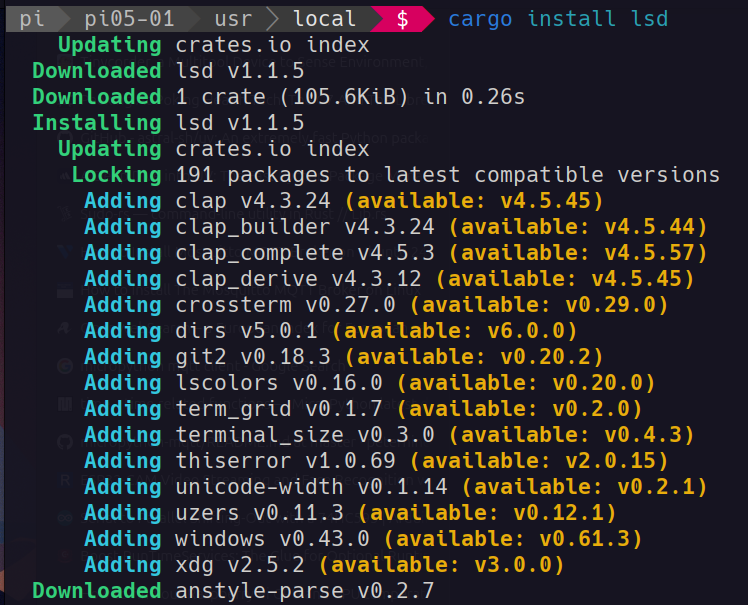 pi pi05-01 usr local $ cargo install lsd
Updating crates.io index
Downloaded lsd v1.1.5
Downloaded 1 crate (105.6KiB) in 0.26s
Installing lsd v1.1.5
Updating crates.io index
Locking 191 packages to latest compatible versions
Adding clap v4.3.24 (available: v4.5.45)
Adding clap_builder v4.3.24 (available: v4.5.44)
Adding clap_complete v4.5.3 (available: v4.5.57)
Adding clap_derive v4.3.12 (available: v4.5.45)
Adding crossterm v0.27.0 (available: v0.29.0)
Adding dirs v5.0.1 (available: v6.0.0)
Adding git2 v0.18.3 (available: v0.20.2)
Adding lscolors v0.16.0 (available: v0.20.0)
Adding term_grid v0.1.7 (available: v0.2.0)
Adding terminal_size v0.3.0 (available: v0.4.3)
Adding thiserror v1.0.69 (available: v2.0.15)
Adding unicode-width v0.1.14 (available: v0.2.1)
Adding uzers v0.11.3 (available: v0.12.1)
Adding windows v0.43.0 (available: v0.61.3)
Adding xdg v2.5.2 (available: v3.0.0)
Downloaded anstyle-parse v0.2.7